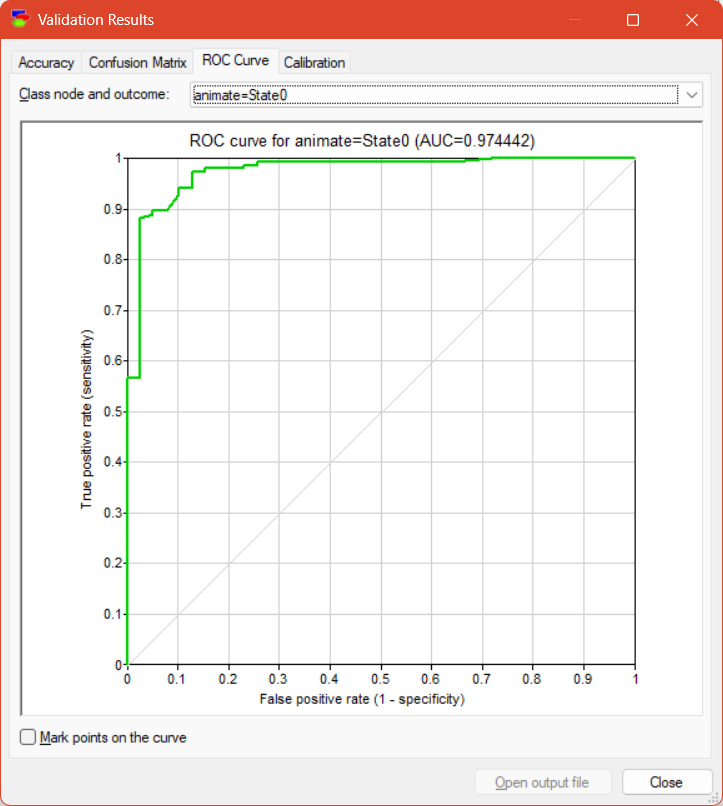 Validation Results
Accuracy Confusion Matrix ROC Curve Calibration
Class node and outcome: animate=State0
ROC curve for animate=State0 (AUC=0.974442)
1
0.9
0.8
0.7
0.6
0.5
0.4
0.3
0.2
0.1
0
True positive rate (sensitivity)
0 0.1 0.2 0.3 0.4 0.5 0.6 0.7 0.8 0.9 1
False positive rate (1 - specificity)
Mark points on the curve
Open output file Close